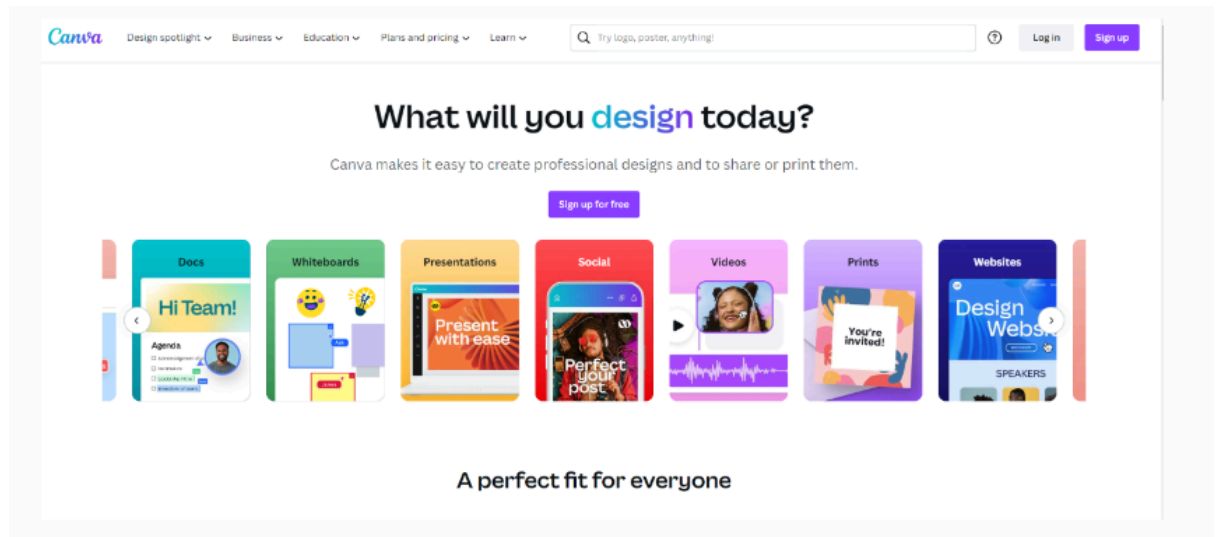 Canva Design spotlight Business Education Plans and pricing Learn Try logo, poster, anything! ? Log in Sign up
What will you design today?
Canva makes it easy to create professional designs and to share or print them.
Sign up for free
Docs
Hi Team!
Agenda
Whiteboards
Presentations
Present
with ease
Social
Perfect
your
post
Videos
Prints
You're
invited!
Websites
Design
SPEAKERS
A perfect fit for everyone